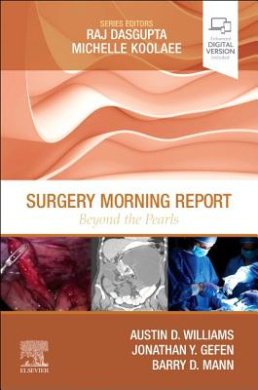 SERIES EDITORS
RAJ DASGUPTA
MICHELLE KOOLAEE
Enhanced
DIGITAL
VERSION
Included
SURGERY MORNING REPORT
Beyond the Pearls
ELSEVIER
AUSTIN D. WILLIAMS
JONATHAN Y. GEFEN
BARRY D. MANN